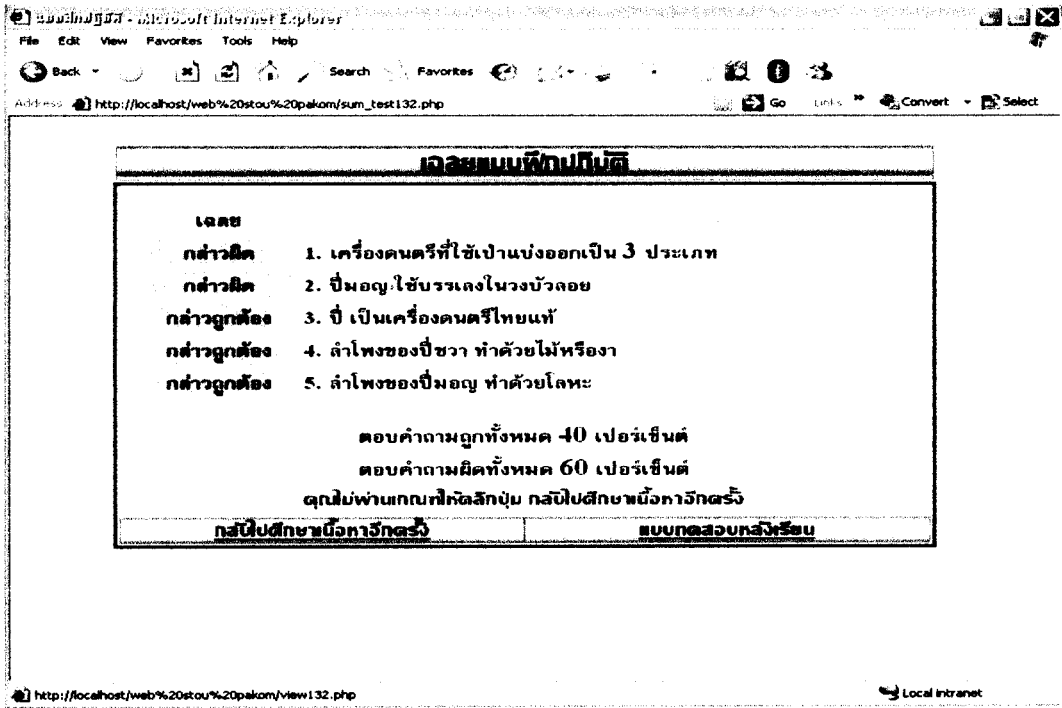 แบบฝึกปฏิบัติ - Microsoft Internet Explorer
File Edit View Favorites Tools Help
Back Search Favorites
Address http://localhost/web%20stou%20pakom/sum_test132.php Go Links » Convert Select
เฉลยแบบฝึกปฏิบัติ
เฉลย
กล่าวผิด 1. เครื่องดนตรีที่ใช้เป่าแบ่งออกเป็น 3 ประเภท
กล่าวผิด 2. ปี่มอญ ใช้บรรเลงในวงบัวลอย
กล่าวถูกต้อง 3. ปี่ เป็นเครื่องดนตรีไทยแท้
กล่าวถูกต้อง 4. ลำโพงของปี่ชวา ทำด้วยไม้หรืองา
กล่าวถูกต้อง 5. ลำโพงของปี่มอญ ทำด้วยโลหะ
ตอบคำถามถูกทั้งหมด 40 เปอร์เซ็นต์
ตอบคำถามผิดทั้งหมด 60 เปอร์เซ็นต์
คุณไม่ผ่านเกณฑ์ให้คลิกปุ่ม กลับไปศึกษาเนื้อหาอีกครั้ง
กลับไปศึกษาเนื้อหาอีกครั้ง แบบทดสอบหลังเรียน
http://localhost/web%20stou%20pakom/view132.php Local intranet